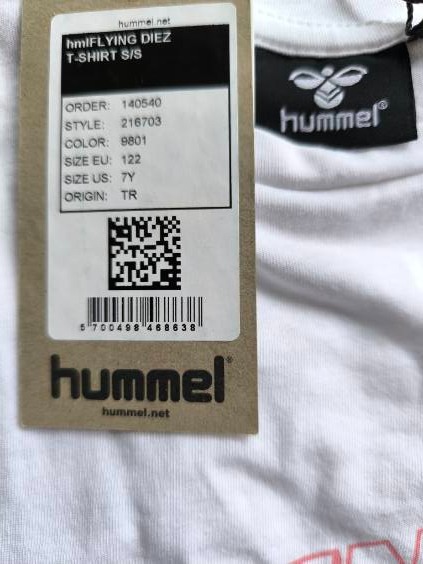 hummel.net
hmlFLYING DIEZ
T-SHIRT S/S
ORDER: 140540
STYLE: 216703
COLOR: 9801
SIZE EU: 122
SIZE US: 7Y
ORIGIN: TR
5 700498 468638
hummel®
hummel.net
hummel®